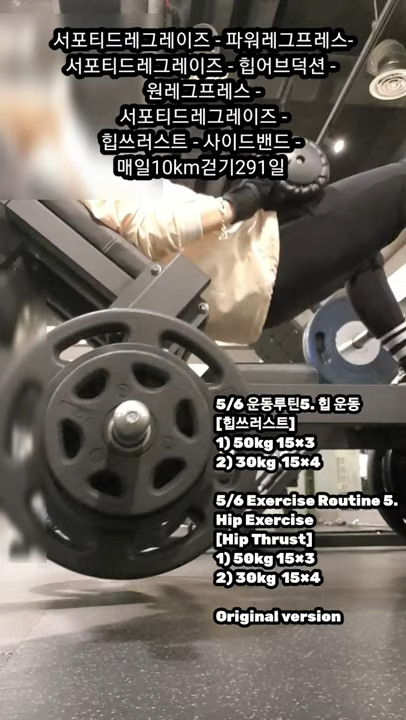 서포티드레그레이즈 - 파워레그프레스-
서포티드레그레이즈 - 힙어브덕션 -
원레그프레스 -
서포티드레그레이즈 -
힙쓰러스트 - 사이드밴드 -
매일10km걷기291일
5/6 운동루틴5. 힙 운동
[힙쓰러스트]
1) 50kg 15×3
2) 30kg 15×4
5/6 Exercise Routine 5.
Hip Exercise
[Hip Thrust]
1) 50kg 15×3
2) 30kg 15×4
Original version